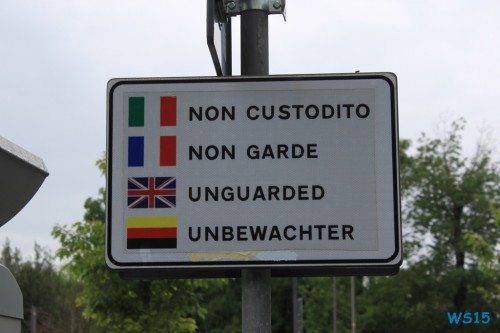 NON CUSTODITO
NON GARDE
UNGUARDED
UNBEWACHTER
WS15